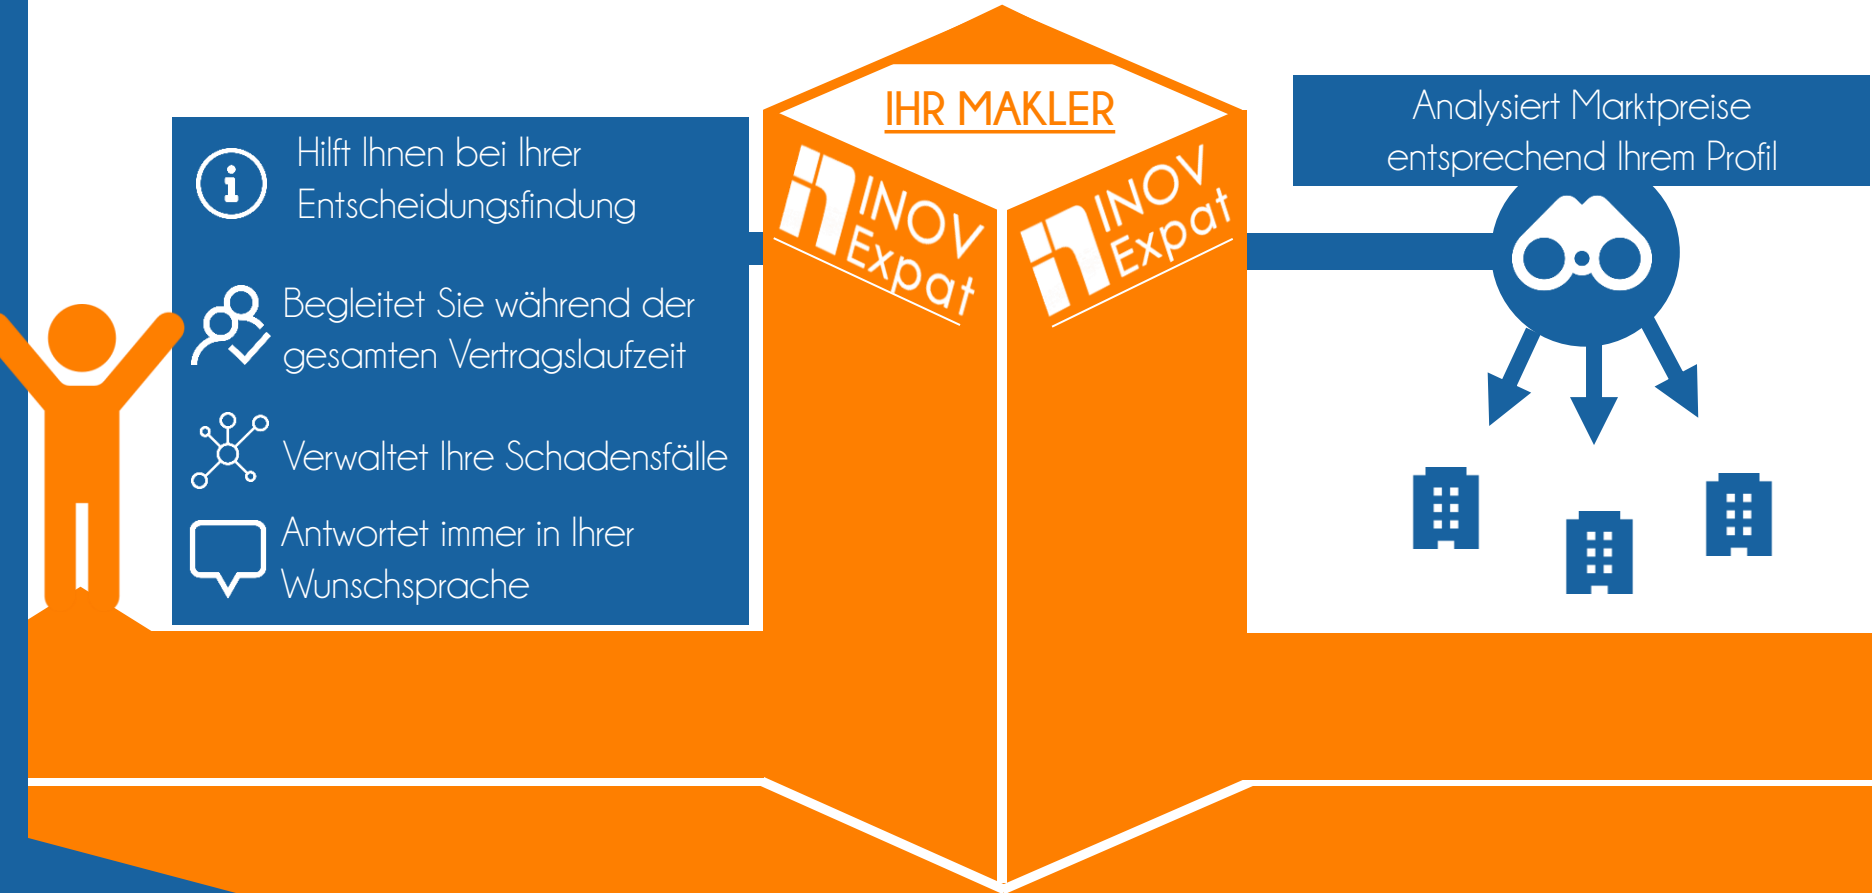 IHR MAKLER
INOV
Expat
INOV
Expat
Hilft Ihnen bei Ihrer
Entscheidungsfindung
Begleitet Sie während der
gesamten Vertragslaufzeit
Verwaltet Ihre Schadensfälle
Antwortet immer in Ihrer
Wunschsprache
Analysiert Marktpreise
entsprechend Ihrem Profil